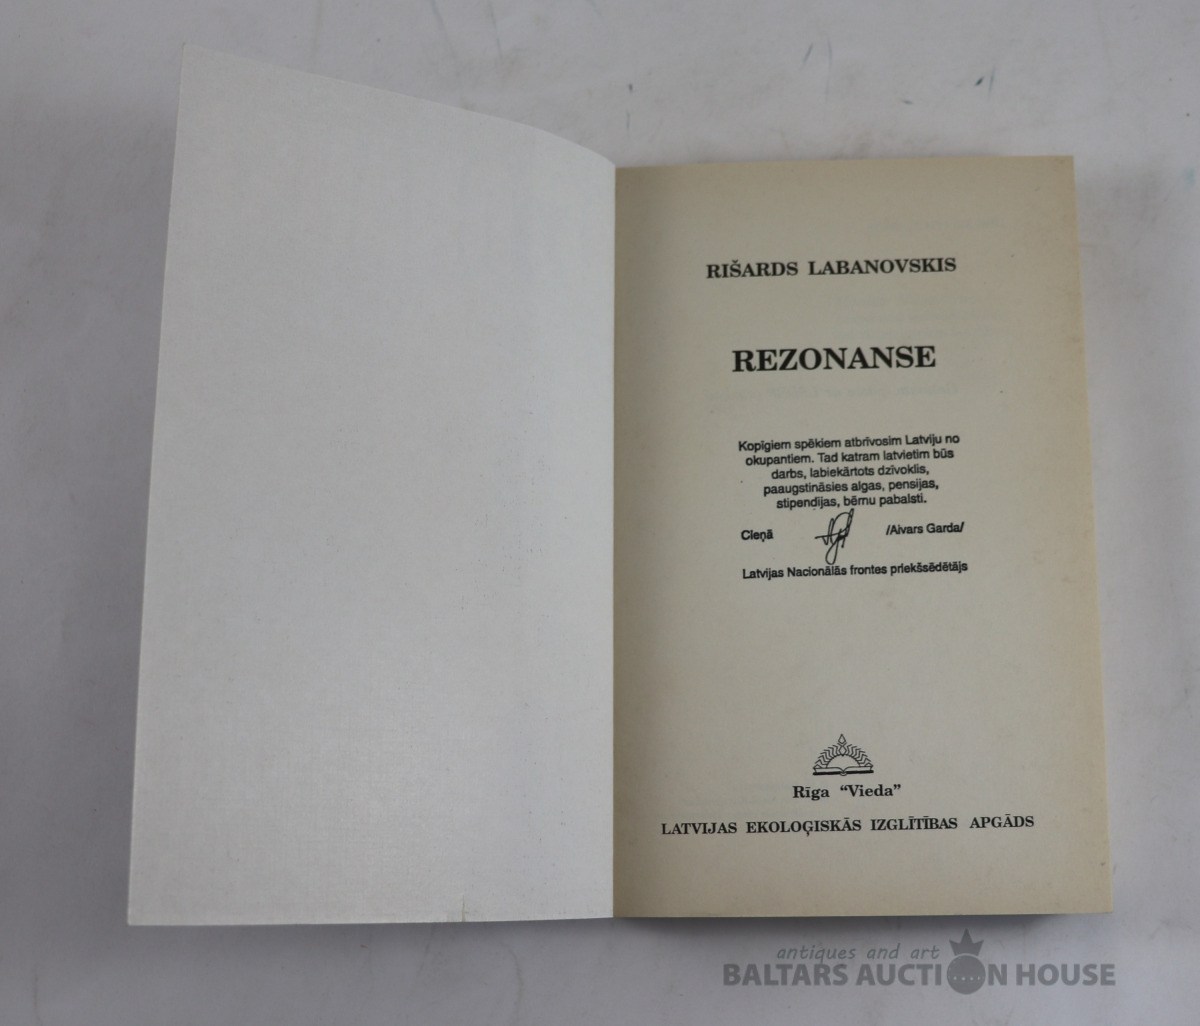 RIŠARDS LABANOVSKIS
REZONANSE
Kopīgiem spēkiem atbrīvosim Latviju no
okupantiem. Tad katram latvietim būs
darbs, labiekārtots dzīvoklis,
paaugstināsies algas, pensijas,
stipendijas, bērnu pabalsti.
Cieņā /Aivars Garda/
Latvijas Nacionālās frontes priekšsēdētājs
Rīga "Vieda"
LATVIJAS EKOLOĢISKĀS IZGLĪTĪBAS APGĀDS
antiques and art
BALTARS AUCTION HOUSE